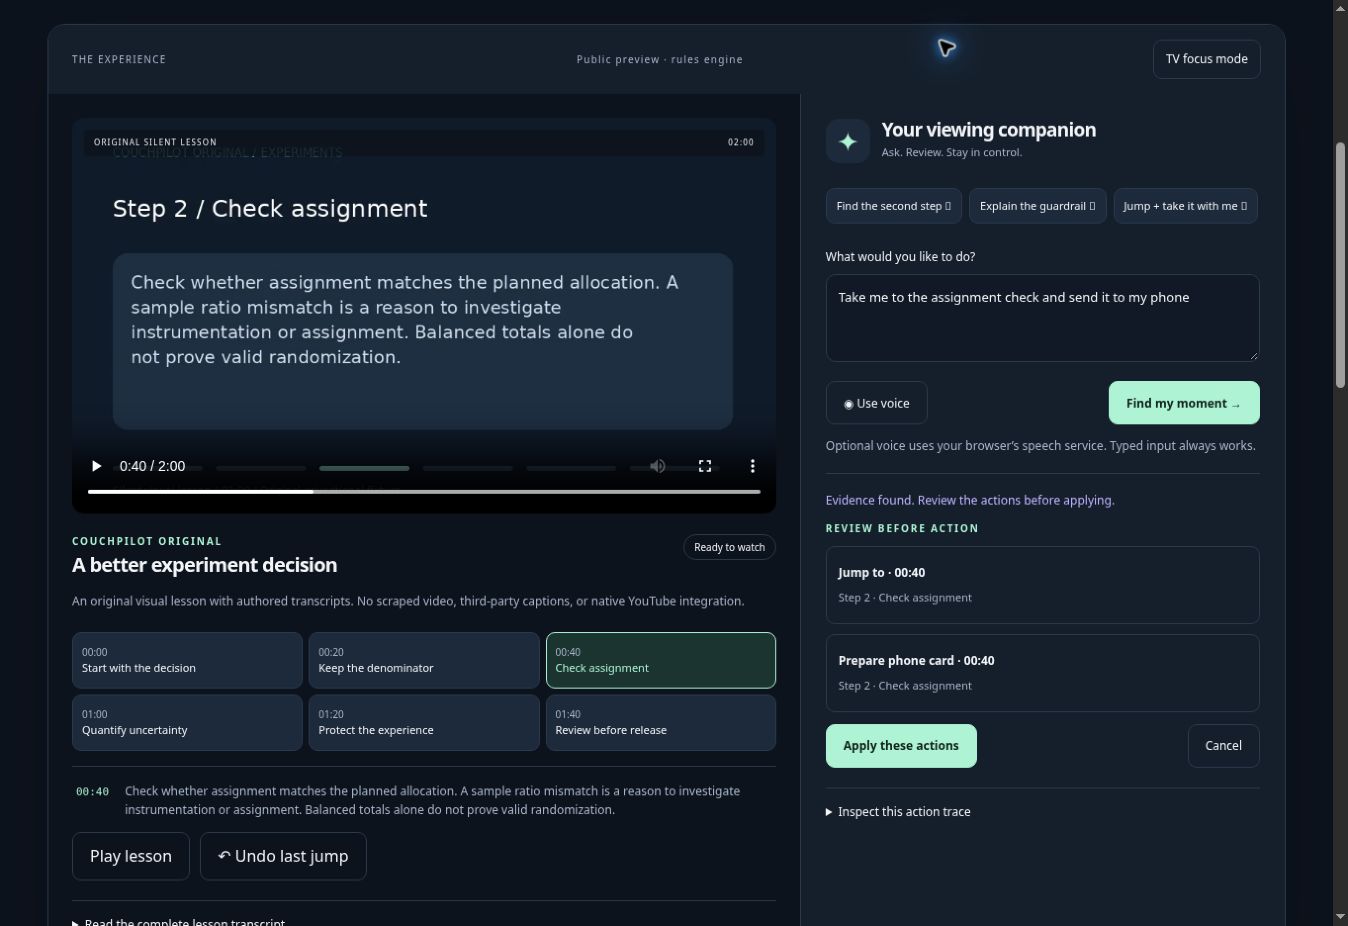 THE EXPERIENCE
Public preview · rules engine
TV focus mode
ORIGINAL SILENT LESSON
02:00
COUCHPILOT ORIGINAL / EXPERIMENTS
Step 2 / Check assignment
Check whether assignment matches the planned allocation. A
sample ratio mismatch is a reason to investigate
instrumentation or assignment. Balanced totals alone do
not prove valid randomization.
0:40 / 2:00
COUCHPILOT ORIGINAL
A better experiment decision
Ready to watch
An original visual lesson with authored transcripts. No scraped video, third-party captions, or native YouTube integration.
00:00
Start with the decision
00:20
Keep the denominator
00:40
Check assignment
01:00
Quantify uncertainty
01:20
Protect the experience
01:40
Review before release
00:40
Check whether assignment matches the planned allocation. A sample ratio mismatch is a reason to investigate
instrumentation or assignment. Balanced totals alone do not prove valid randomization.
Play lesson
↶ Undo last jump
Read the complete lesson transcript
Your viewing companion
Ask. Review. Stay in control.
Find the second step
Explain the guardrail
Jump + take it with me
What would you like to do?
Take me to the assignment check and send it to my phone
◉ Use voice
Find my moment →
Optional voice uses your browser’s speech service. Typed input always works.
Evidence found. Review the actions before applying.
REVIEW BEFORE ACTION
Jump to · 00:40
Step 2 · Check assignment
Prepare phone card · 00:40
Step 2 · Check assignment
Apply these actions
Cancel
Inspect this action trace